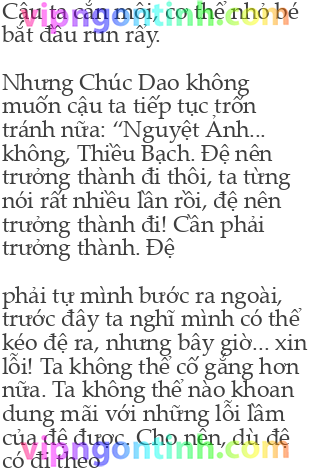 Cậu ta cắn môi, cơ thể nhỏ bé
vipngontinh.com
bắt đầu run rẩy.
Nhưng Chúc Dao không
muốn cậu ta tiếp tục trốn
tránh nữa: “Nguyệt Ảnh...
không, Thiều Bạch. Đệ nên
trưởng thành đi thôi, ta từng
nói rất nhiều lần rồi, đệ nên
trưởng thành đi! Cần phải
trưởng thành. Đệ
phải tự mình bước ra ngoài,
trước đây ta nghĩ mình có thể
kéo đệ ra, nhưng bây giờ... xin
lỗi! Ta không thể cố gắng hơn
nữa. Ta không thể nào khoan
dung mãi với những lỗi lầm
của đệ được. Cho nên, dù đệ
vipngontinh.com
có đi theo